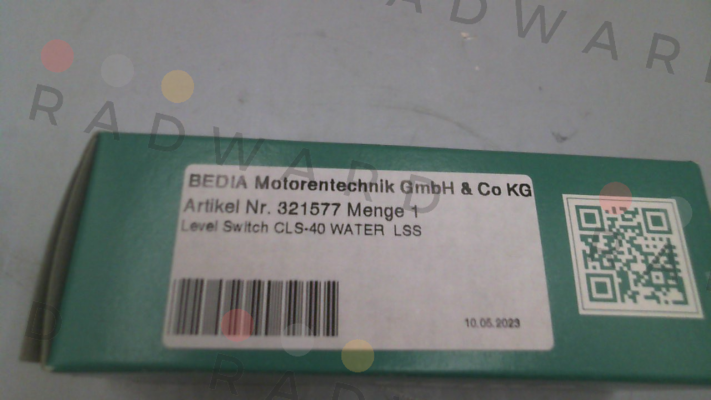 RADWARD
RADWARD
BEDIA Motorentechnik GmbH & Co KG
Artikel Nr. 321577 Menge 1
Level Switch CLS-40 WATER LSS
10.05.2023